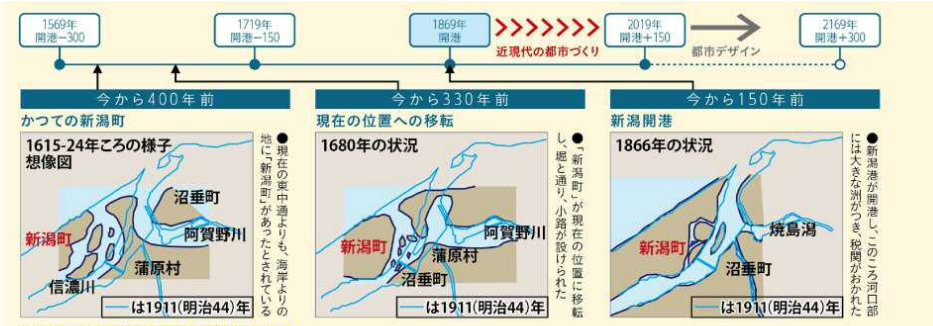 1569年
開港−300
1719年
開港−150
1869年
開港
近現代の都市づくり
2019年
開港+150
都市デザイン
2169年
開港+300
今から400年前
かつての新潟町
1615-24年ころの様子
想像図
沼垂町
新潟町
阿賀野川
蒲原村
信濃川
は1911(明治44)年
●現在の東中通よりも、海岸よりの
地に「新潟町」があったとされている
今から330年前
現在の位置への移転
1680年の状況
新潟町
阿賀野川
蒲原村
沼垂町
は1911(明治44)年
●「新潟町」が現在の位置に移転
し、堀と通り、小路が設けられた
今から150年前
新潟開港
1866年の状況
新潟町
焼島潟
沼垂町
は1911(明治44)年
●新潟港が開港し、このころ河口部
には大きな洲がつき、税関がおかれた